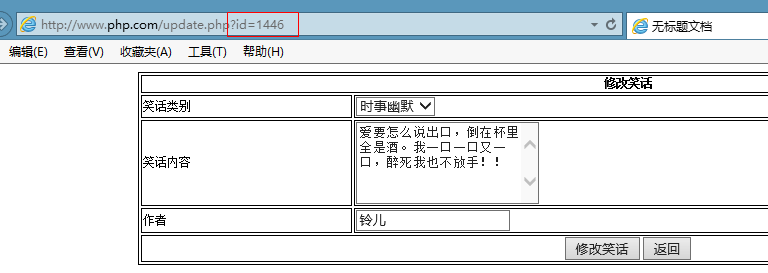 http://www.php.com/update.php?id=1446
无标题文档
编辑(E) 查看(V) 收藏夹(A) 工具(T) 帮助(H)
修改笑话
笑话类别 时事幽默
笑话内容
爱要怎么说出口，倒在杯里
全是酒。我一口一口又一
口，醉死我也不放手！！
作者 铃儿
修改笑话 返回